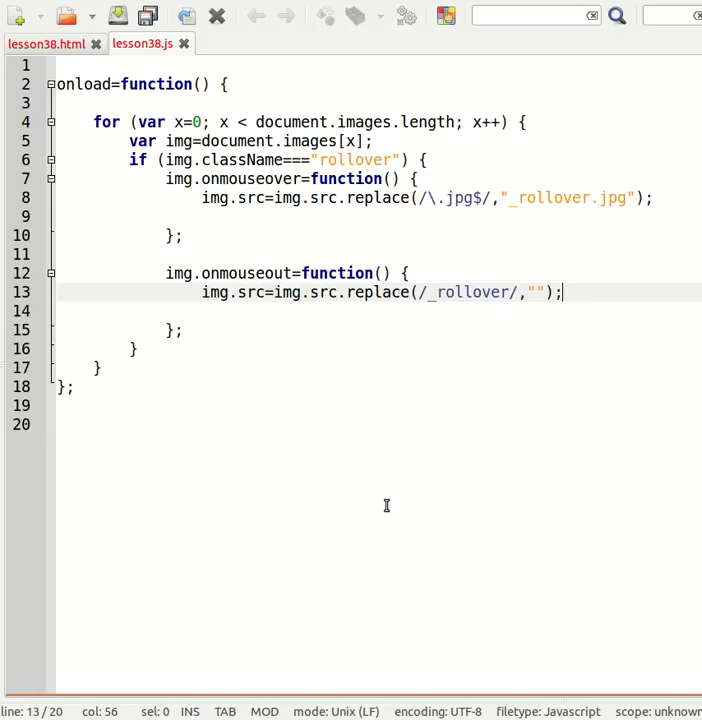 lesson38.html lesson38.js
1
2 onload=function() {
3
4 for (var x=0; x < document.images.length; x++) {
5 var img=document.images[x];
6 if (img.className==="rollover") {
7 img.onmouseover=function() {
8 img.src=img.src.replace(/\.jpg$/,"_rollover.jpg");
9
10 };
11
12 img.onmouseout=function() {
13 img.src=img.src.replace(/_rollover/,"");
14
15 };
16 }
17 }
18 };
19
20
line: 13 / 20 col: 56 sel: 0 INS TAB MOD mode: Unix (LF) encoding: UTF-8 filetype: Javascript scope: unknown